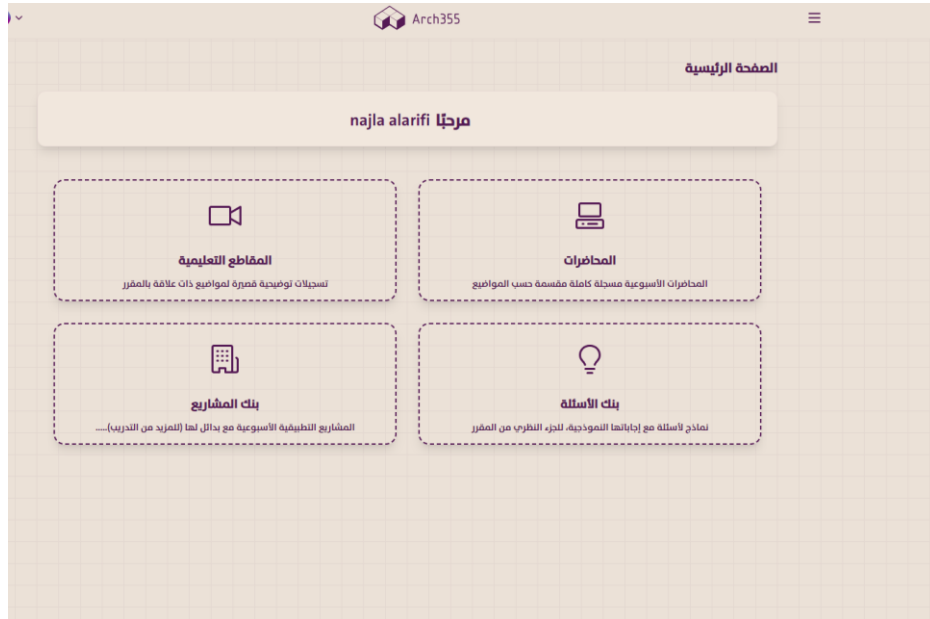 Arch355
الصفحة الرئيسية
مرحبًا najla alarifi
المحاضرات
المحاضرات الأسبوعية مسجلة كاملة مقسمة حسب المواضيع
المقاطع التعليمية
تسجيلات توضيحية قصيرة لمواضيع ذات علاقة بالمقرر
بنك الأسئلة
نماذج لأسئلة مع إجاباتها النموذجية، للجزء النظري من المقرر
بنك المشاريع
المشاريع التطبيقية الأسبوعية مع بدائل لها (للمزيد من التدريب).....